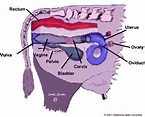 Rectum
Uterus
Vulva
Vagina
Ovary
Pelvis
Cervix
Oviduct
Bladder